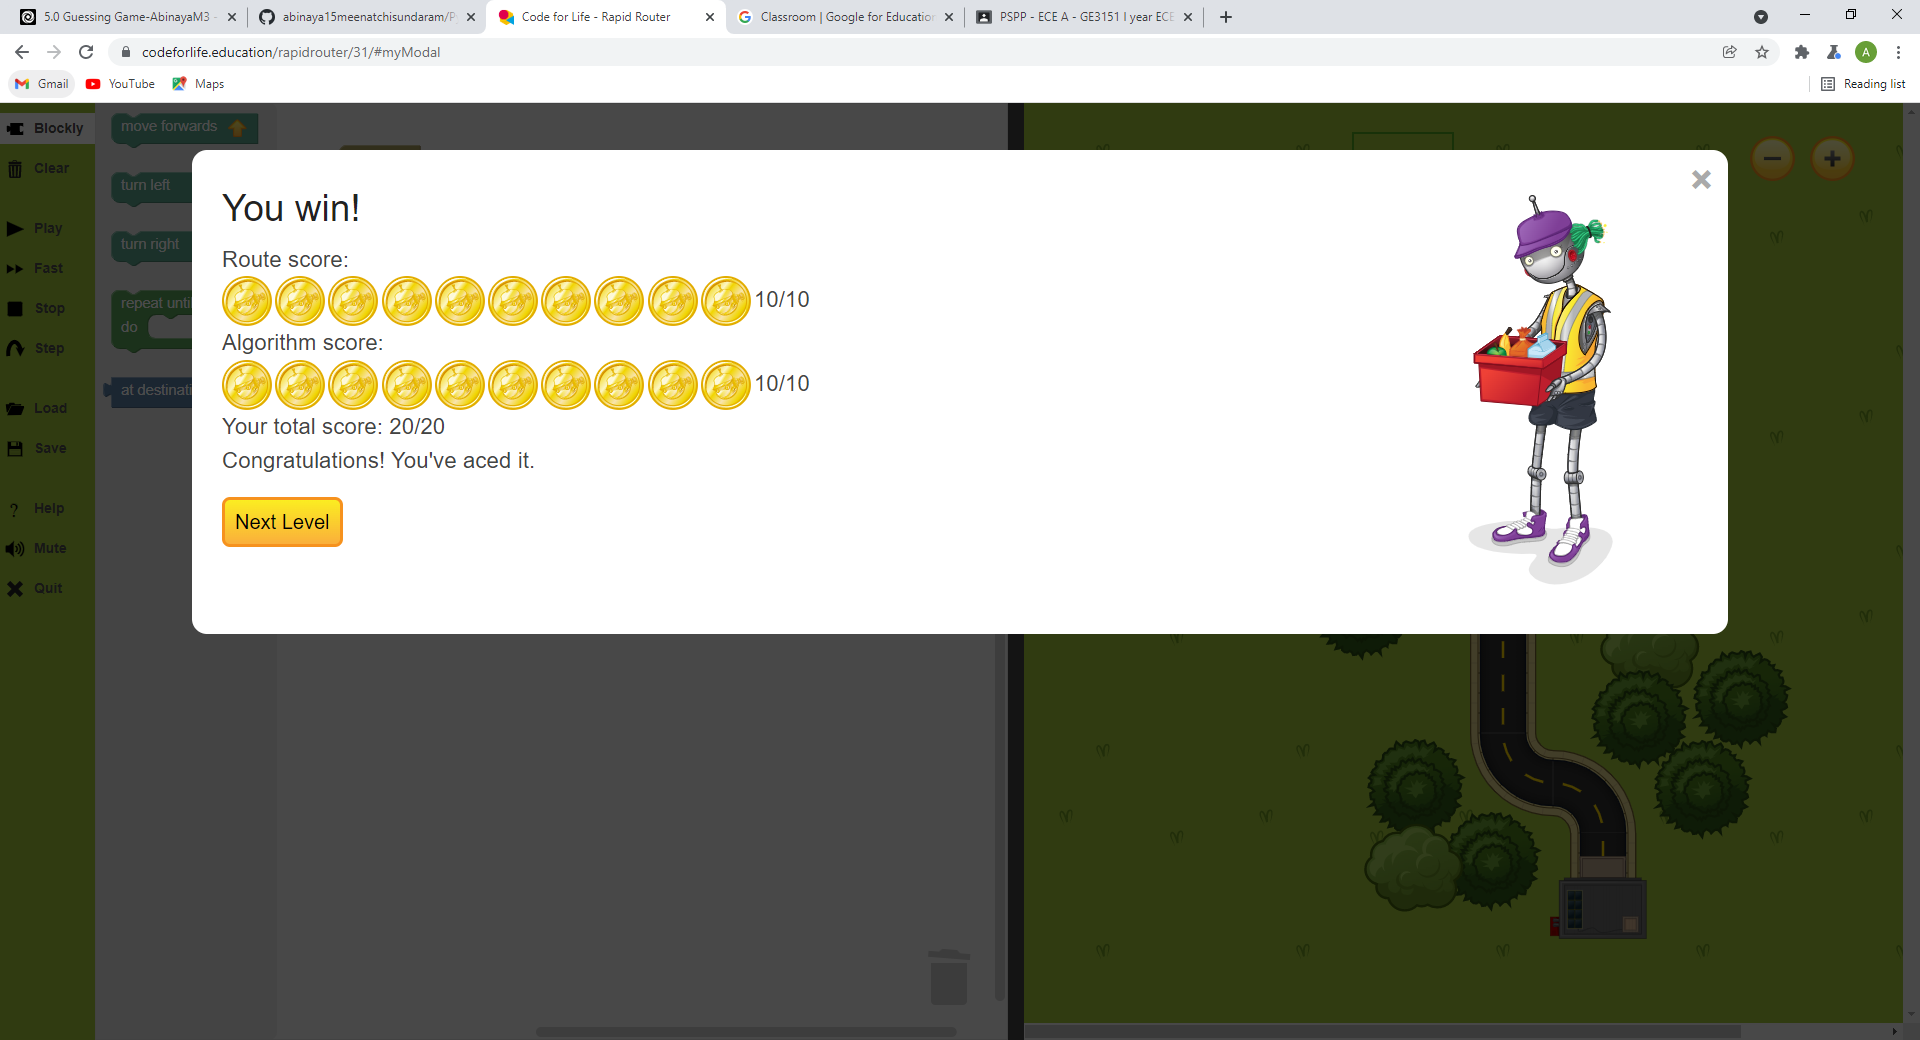 5.0 Guessing Game-AbinayaM3 -
abinaya15meenatchisundaram/P
Code for Life - Rapid Router
Classroom | Google for Education
PSPP - ECE A - GE3151 I year ECE
codeforlife.education/rapidrouter/31/#myModal
A
Gmail
YouTube
Maps
Reading list
Blockly
Clear
Play
Fast
Stop
Step
Load
Save
Help
Mute
Quit
move forwards
turn left
turn right
repeat until
do
at destinati
You win!
Route score:
10/10
Algorithm score:
10/10
Your total score: 20/20
Congratulations! You've aced it.
Next Level